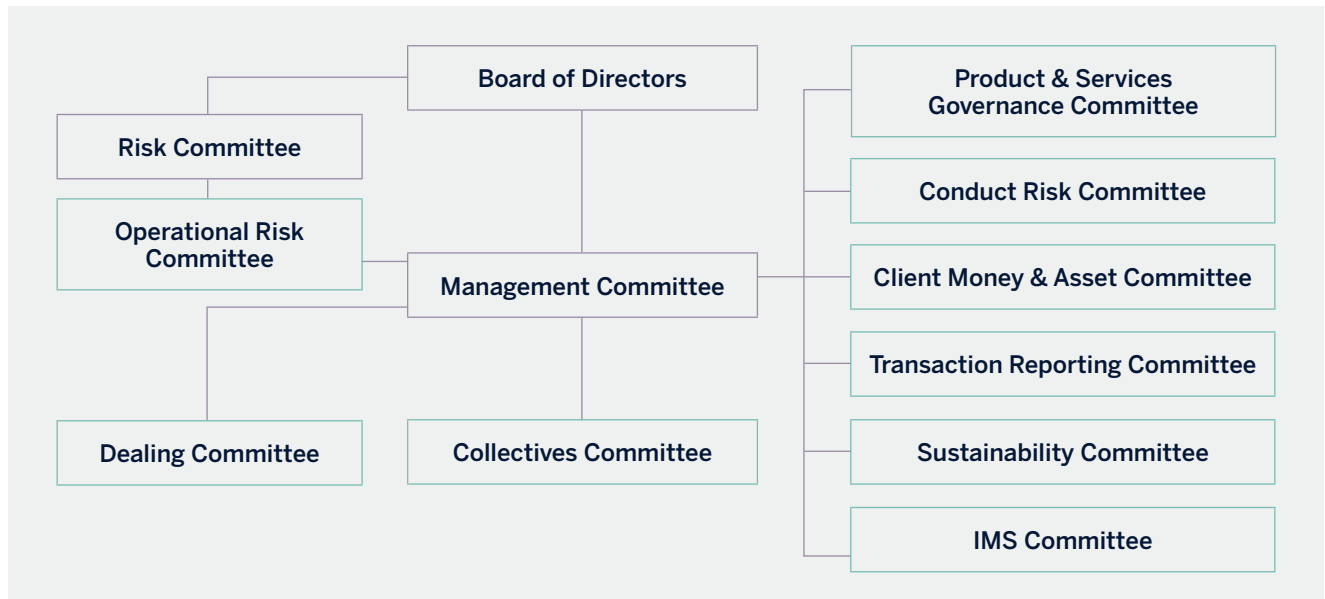 Board of Directors
Risk Committee
Operational Risk
Committee
Management Committee
Dealing Committee
Collectives Committee
Product & Services
Governance Committee
Conduct Risk Committee
Client Money & Asset Committee
Transaction Reporting Committee
Sustainability Committee
IMS Committee